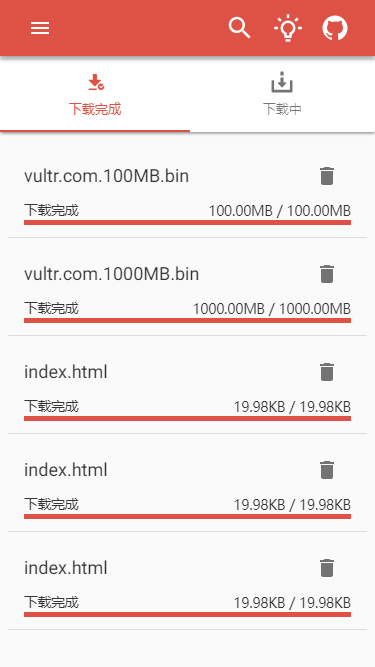 下载完成
下载中
vultr.com.100MB.bin
下载完成 100.00MB / 100.00MB
vultr.com.1000MB.bin
下载完成 1000.00MB / 1000.00MB
index.html
下载完成 19.98KB / 19.98KB
index.html
下载完成 19.98KB / 19.98KB
index.html
下载完成 19.98KB / 19.98KB